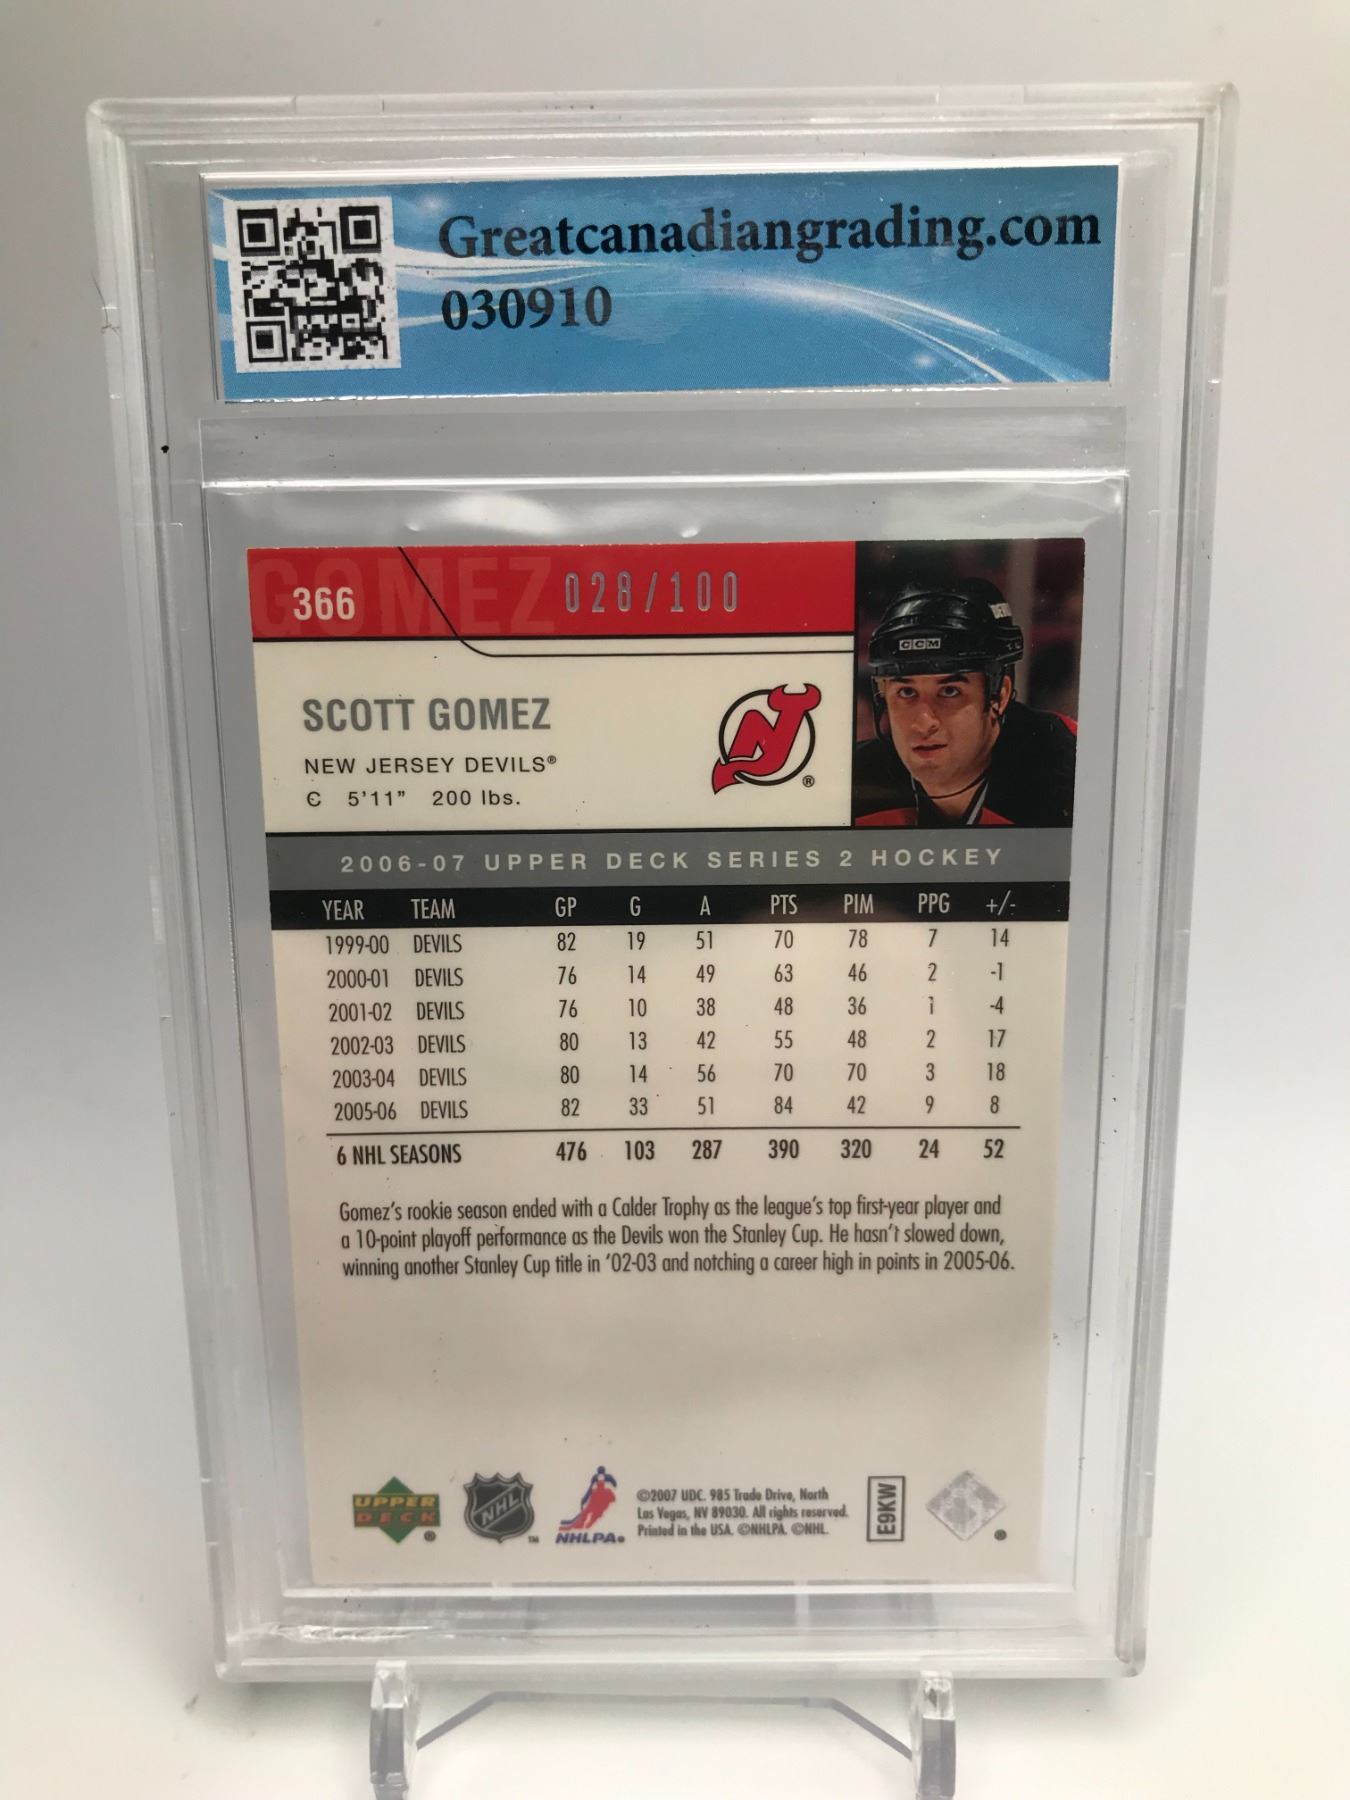 Greatcanadiangrading.com
030910
GOMEZ
366
028/100
CCM
SCOTT GOMEZ
NEW JERSEY DEVILS®
C 5'11" 200 lbs.
®
2006-07 UPPER DECK SERIES 2 HOCKEY
YEAR TEAM GP G A PTS PIM PPG +/-
1999-00 DEVILS 82 19 51 70 78 7 14
2000-01 DEVILS 76 14 49 63 46 2 -1
2001-02 DEVILS 76 10 38 48 36 1 -4
2002-03 DEVILS 80 13 42 55 48 2 17
2003-04 DEVILS 80 14 56 70 70 3 18
2005-06 DEVILS 82 33 51 84 42 9 8
6 NHL SEASONS 476 103 287 390 320 24 52
Gomez's rookie season ended with a Calder Trophy as the league's top first-year player and
a 10-point playoff performance as the Devils won the Stanley Cup. He hasn't slowed down,
winning another Stanley Cup title in '02-03 and notching a career high in points in 2005-06.
UPPER
DECK®
NHL™
NHLPA®
©2007 UDC. 985 Trade Drive, North
Las Vegas, NV 89030. All rights reserved.
Printed in the USA. ©NHLPA. ©NHL.
E9KW
®